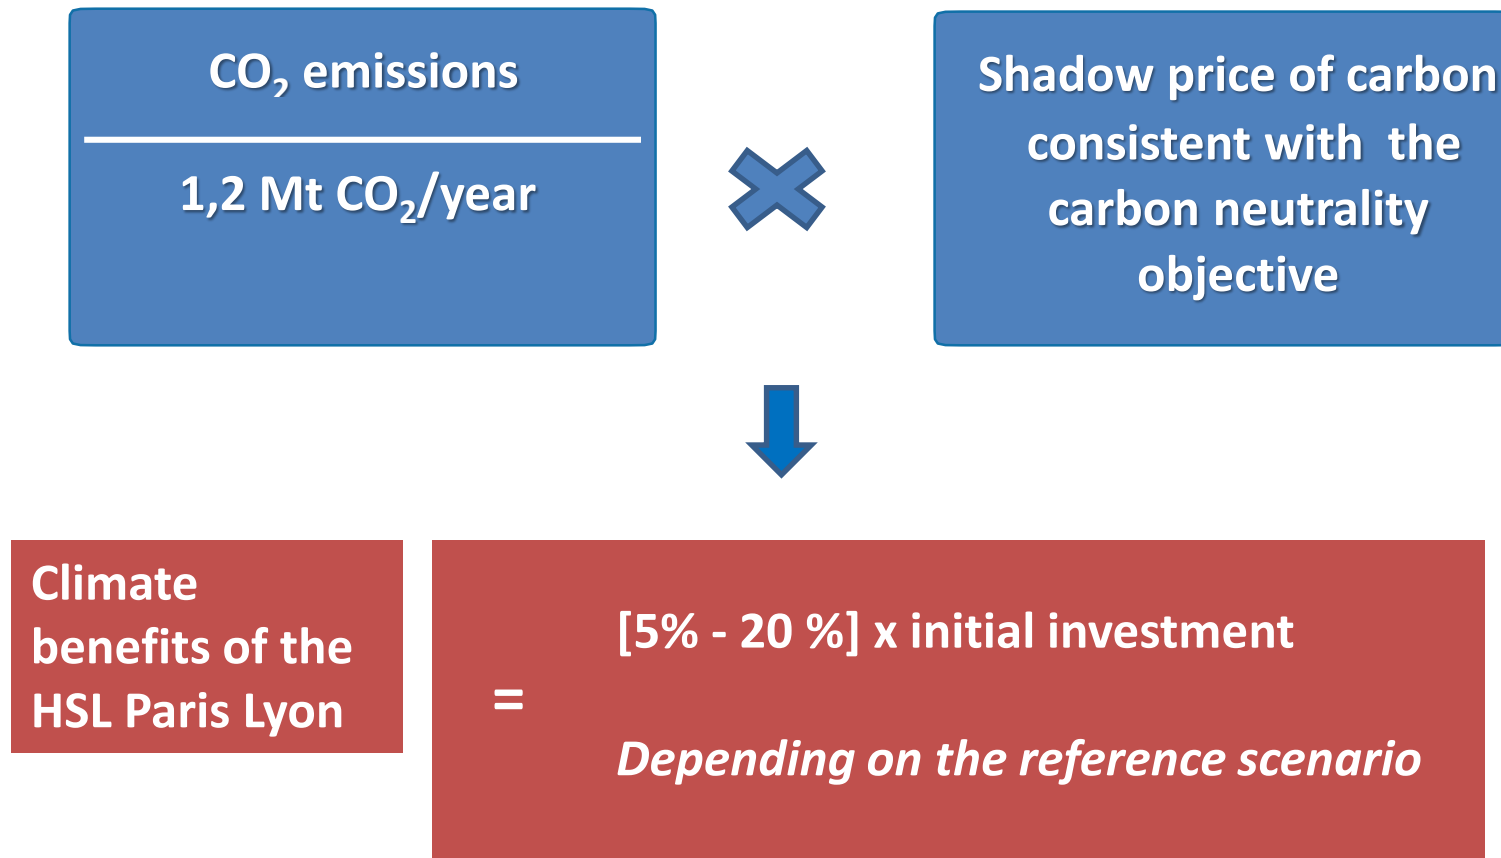 CO₂ emissions
1,2 Mt CO₂/year
Shadow price of carbon
consistent with the
carbon neutrality
objective
Climate
benefits of the
HSL Paris Lyon
=
[5% - 20 %] x initial investment
Depending on the reference scenario